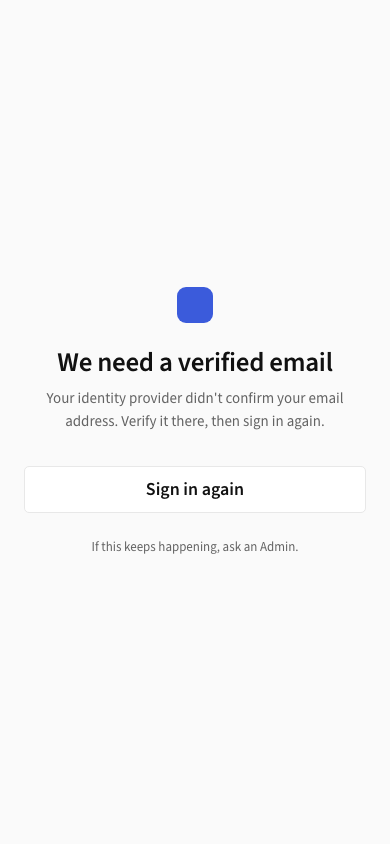 We need a verified email
Your identity provider didn't confirm your email
address. Verify it there, then sign in again.
Sign in again
If this keeps happening, ask an Admin.